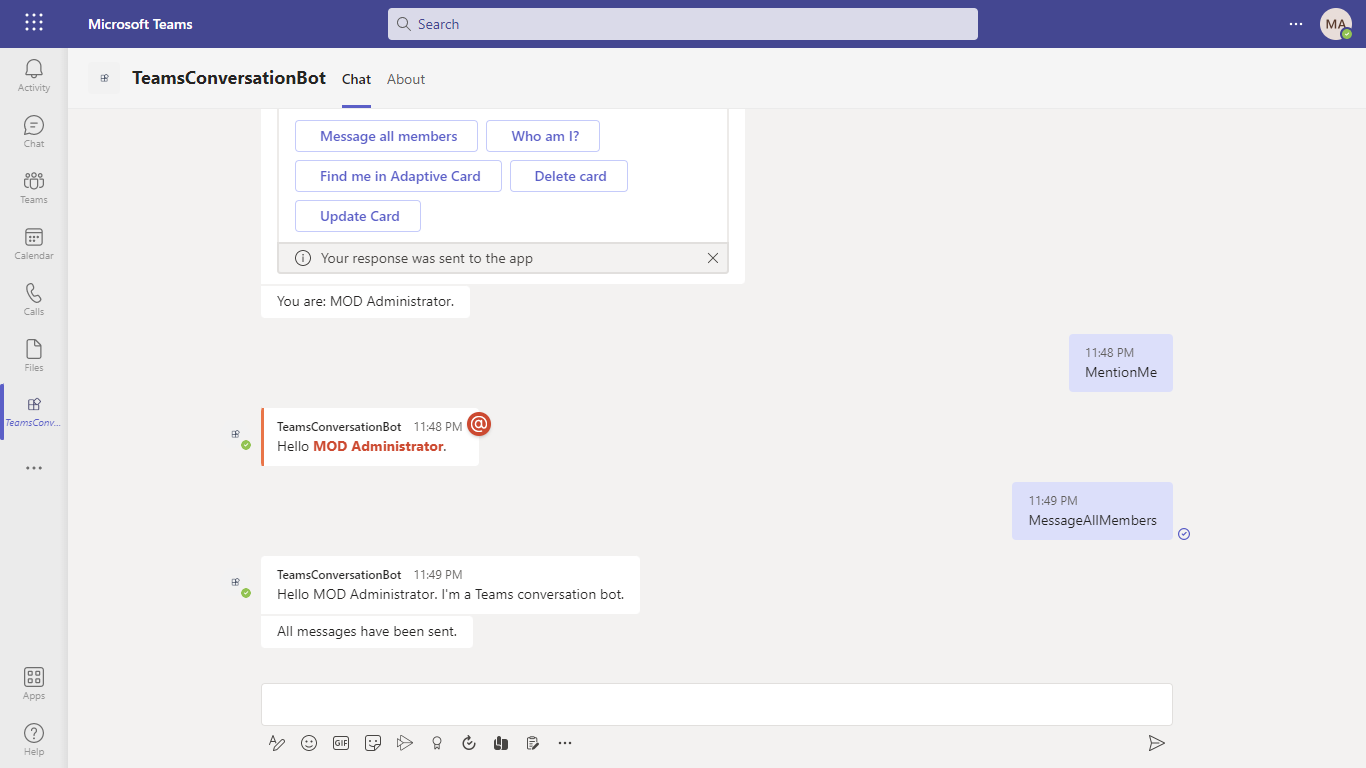 Microsoft Teams
Search
MA
Activity
Chat
Teams
Calendar
Calls
Files
TeamsConv...
Apps
Help
TeamsConversationBot
Chat
About
Message all members
Who am I?
Find me in Adaptive Card
Delete card
Update Card
Your response was sent to the app
You are: MOD Administrator.
11:48 PM
MentionMe
TeamsConversationBot 11:48 PM
@
Hello MOD Administrator.
11:49 PM
MessageAllMembers
TeamsConversationBot 11:49 PM
Hello MOD Administrator. I'm a Teams conversation bot.
All messages have been sent.
GIF